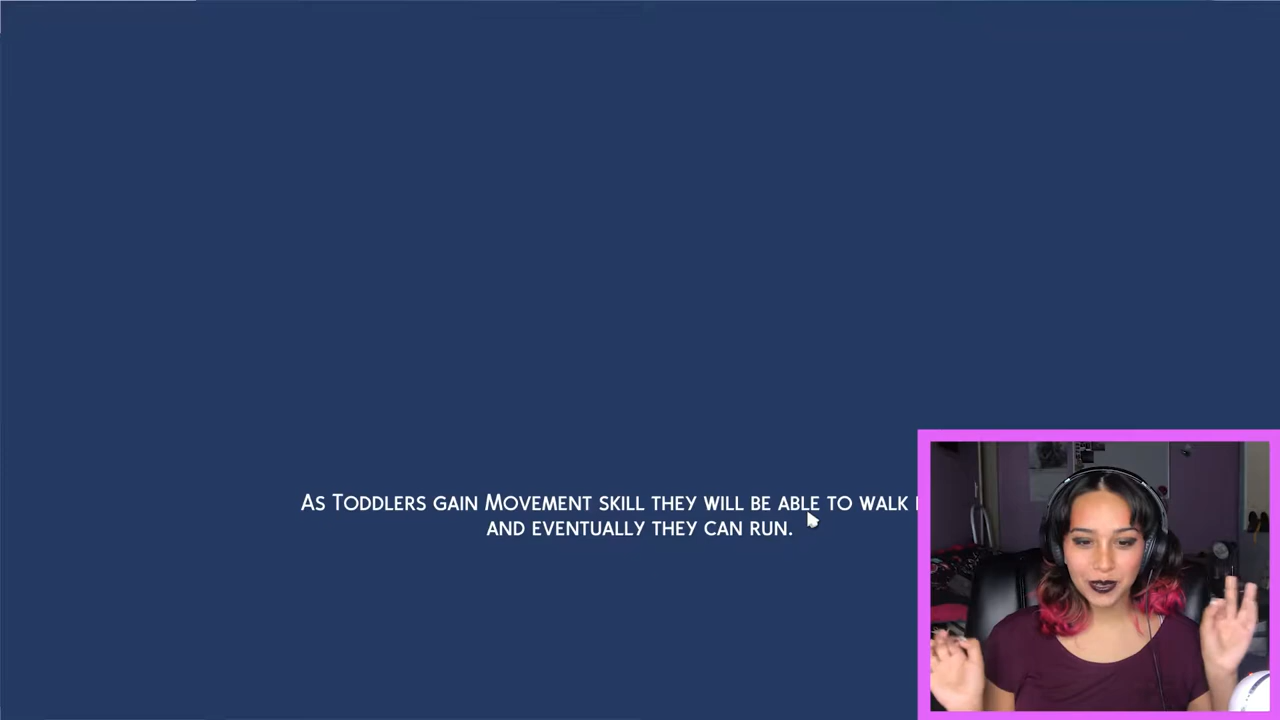 As Toddlers gain Movement skill they will be able to walk
and eventually they can run.